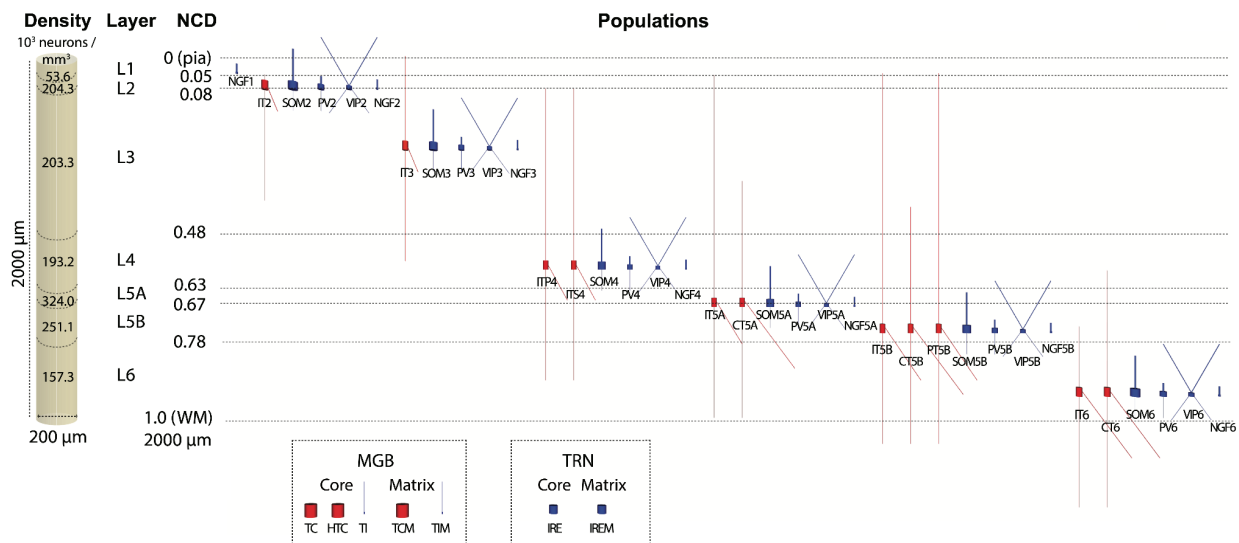 Density Layer NCD Populations
10³ neurons /
mm³
0 (pia)
L1
53.6
0.05
NGF1
204.3
L2
0.08
IT2 SOM2 PV2 VIP2 NGF2
203.3
L3
IT3 SOM3 PV3 VIP3 NGF3
2000 µm
0.48
193.2
L4
ITP4 ITS4 SOM4 PV4 VIP4 NGF4
0.63
L5A
324.0
0.67
IT5A CT5A SOM5A PV5A VIP5A NGF5A
L5B
251.1
0.78
IT5B CT5B PT5B SOM5B PV5B VIP5B NGF5B
157.3
L6
IT6 CT6 SOM6 PV6 VIP6 NGF6
1.0 (WM)
200 µm
2000 µm
MGB
Core Matrix
TC HTC TI TCM TIM
TRN
Core Matrix
IRE IREM